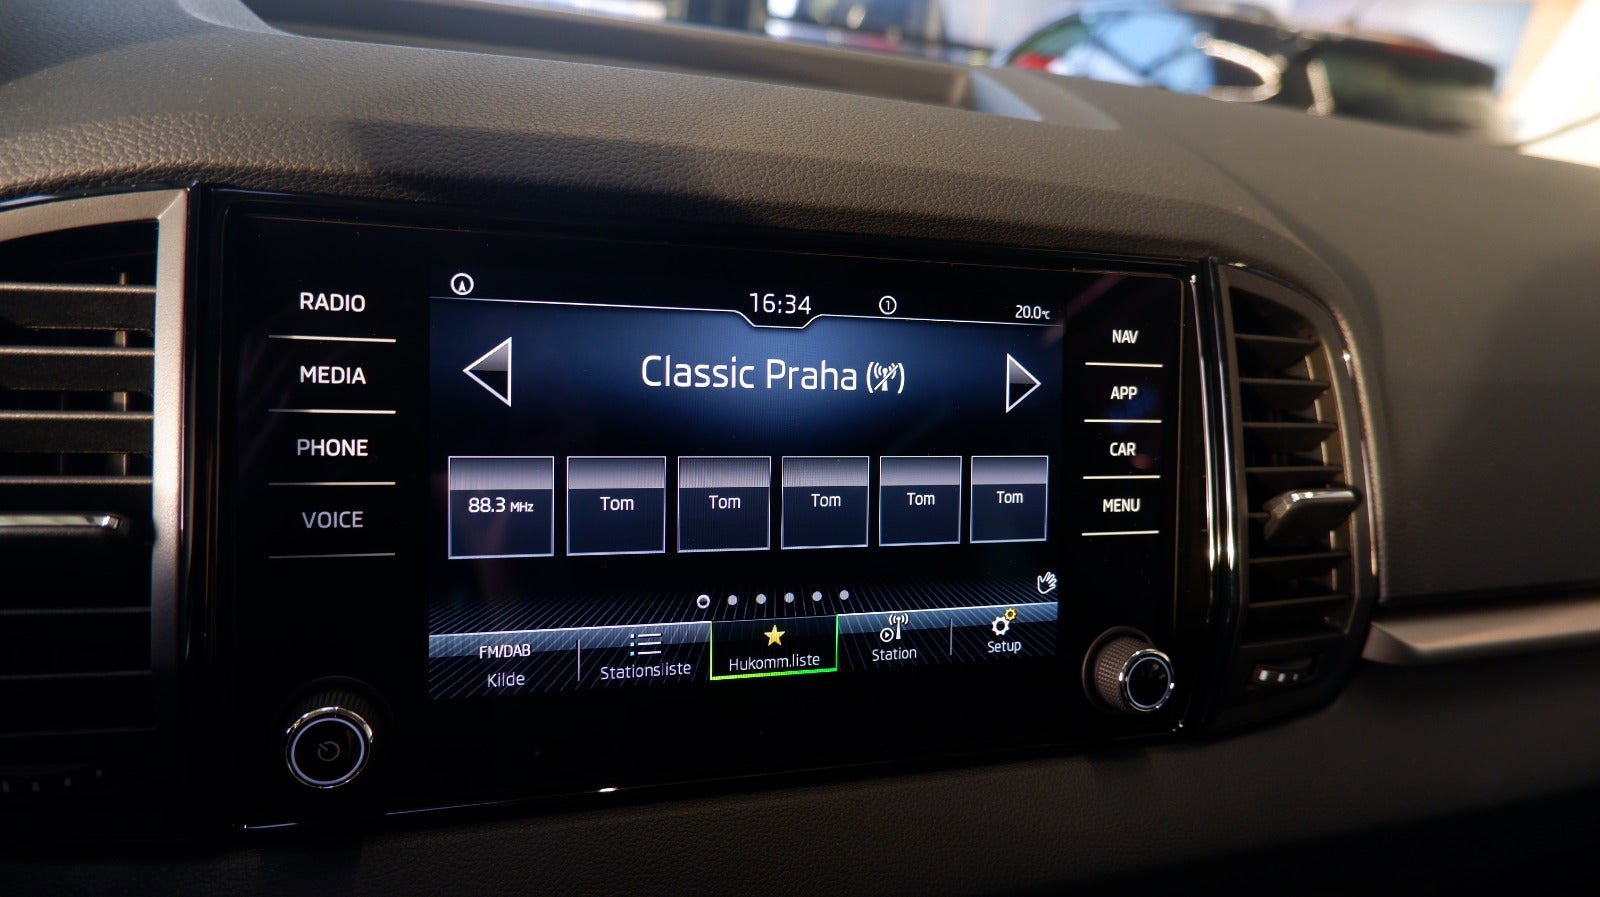 RADIO
MEDIA
PHONE
VOICE
16:34
1
20.0°C
Classic Praha
88.3 MHz
Tom
Tom
Tom
Tom
Tom
FM/DAB
Kilde
Stationsliste
Hukomm.liste
Station
Setup
NAV
APP
CAR
MENU